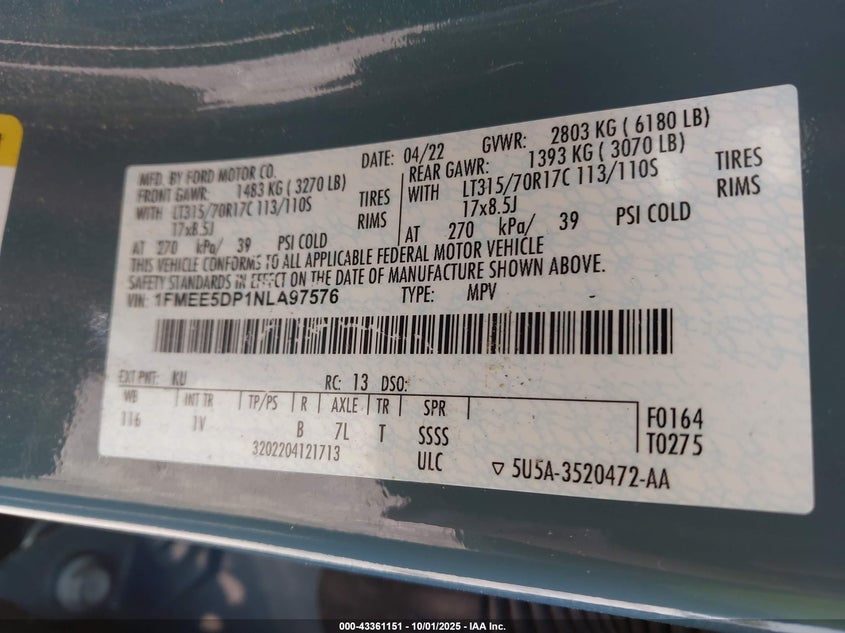 MFD. BY FORD MOTOR CO.
DATE: 04/22 GVWR: 2803 KG ( 6180 LB)
FRONT GAWR: 1483 KG ( 3270 LB)
WITH LT315/70R17C 113/110S TIRES
17x8.5J RIMS
AT 270 kPa/ 39 PSI COLD
REAR GAWR: 1393 KG ( 3070 LB)
WITH LT315/70R17C 113/110S TIRES
17x8.5J RIMS
AT 270 kPa/ 39 PSI COLD
THIS VEHICLE CONFORMS TO ALL APPLICABLE FEDERAL MOTOR VEHICLE
SAFETY STANDARDS IN EFFECT ON THE DATE OF MANUFACTURE SHOWN ABOVE.
VIN: 1FMEE5DP1NLA97576 TYPE: MPV
EXT PNT: KU RC: 13 DSO:
WB INT TR TP/PS R AXLE TR SPR
116 1V B 7L T SSSS
F0164
T0275
3202204121713 ULC
5U5A-3520472-AA
000-43361151 - 10/01/2025 - IAA Inc.